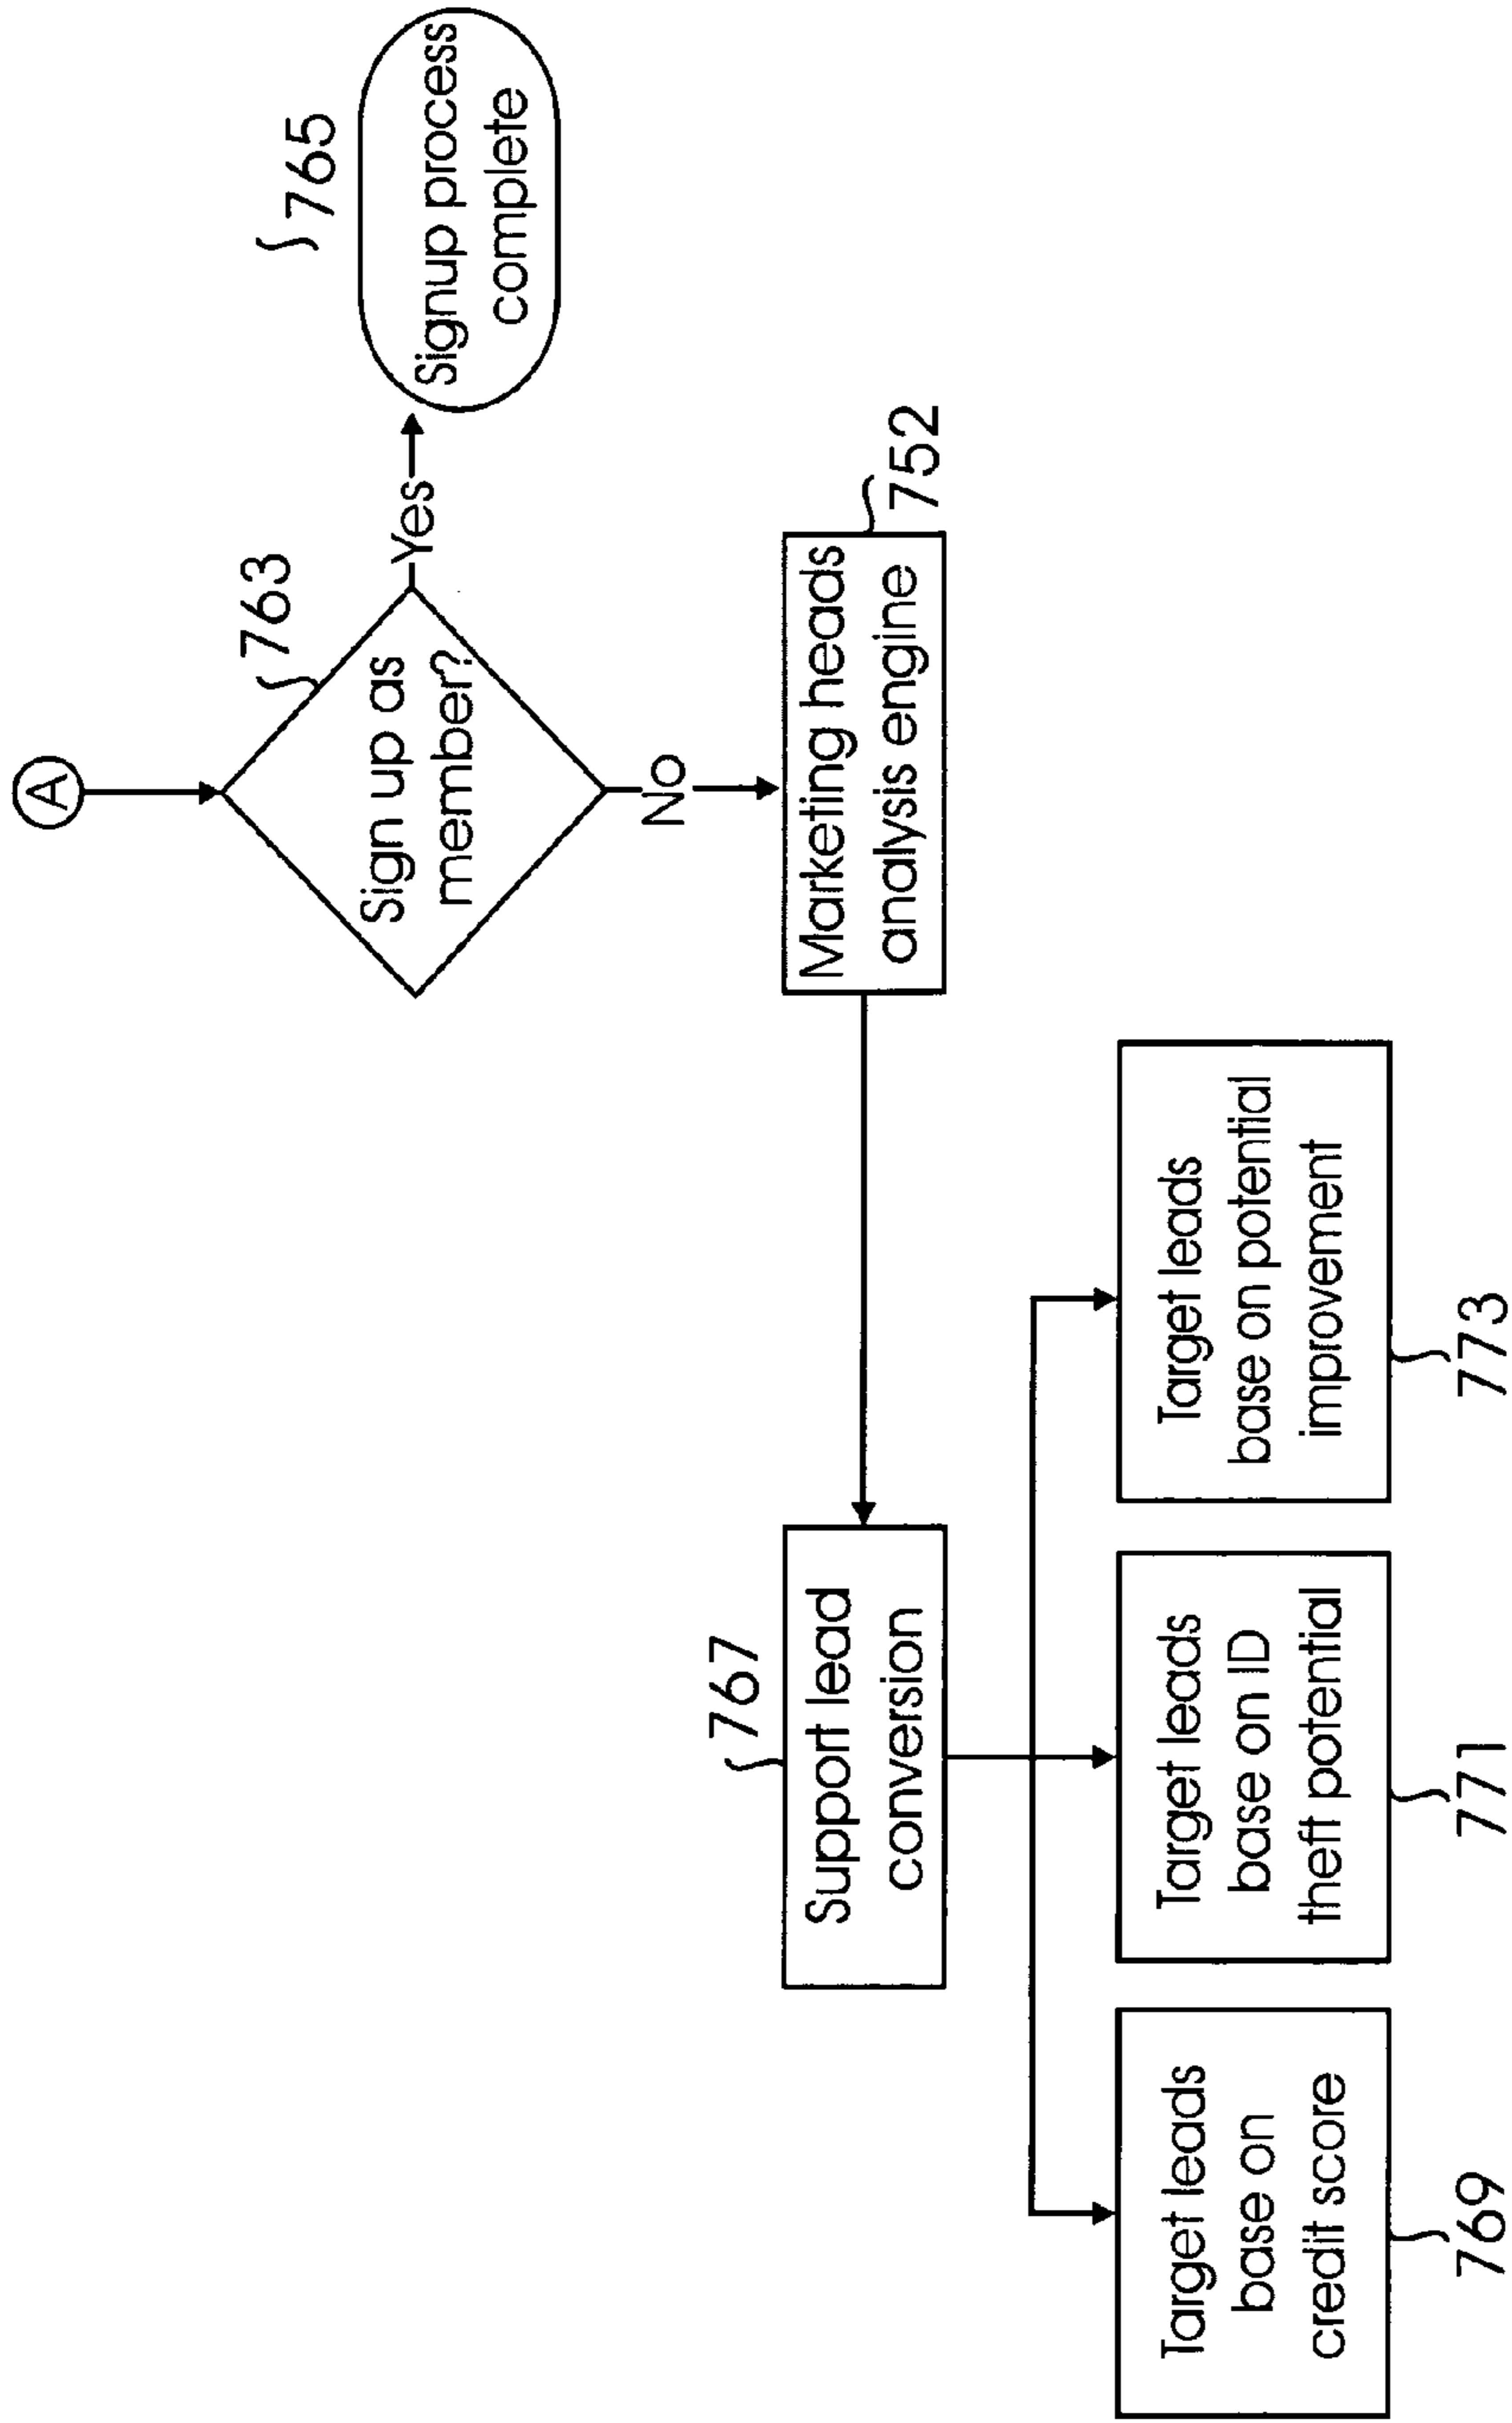 A
763
Sign up as
member?
Yes
765
Signup process
complete
No
Marketing heads
analysis engine
752
767
Support lead
conversion
Target leads
base on
credit score
769
Target leads
base on ID
theft potential
771
Target leads
base on potential
improvement
773